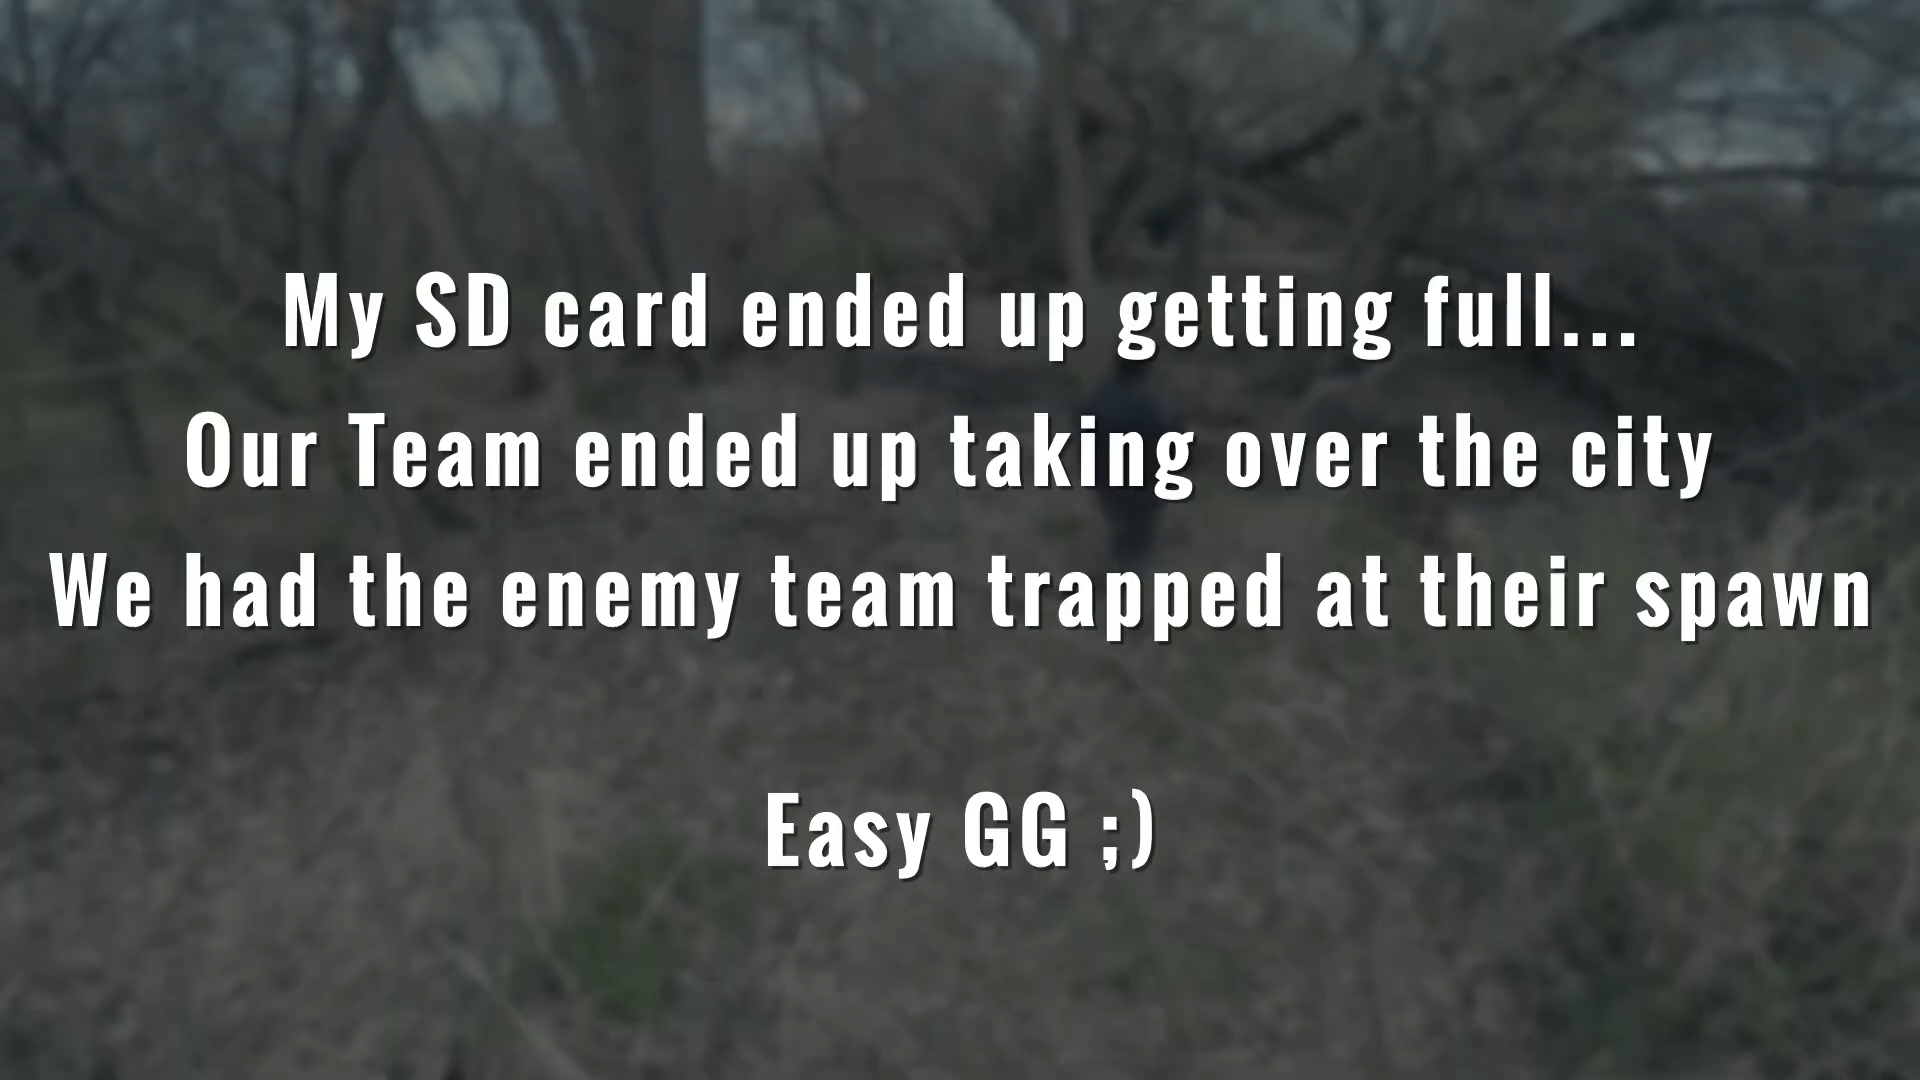 My SD card ended up getting full...
Our Team ended up taking over the city
We had the enemy team trapped at their spawn
Easy GG ;)